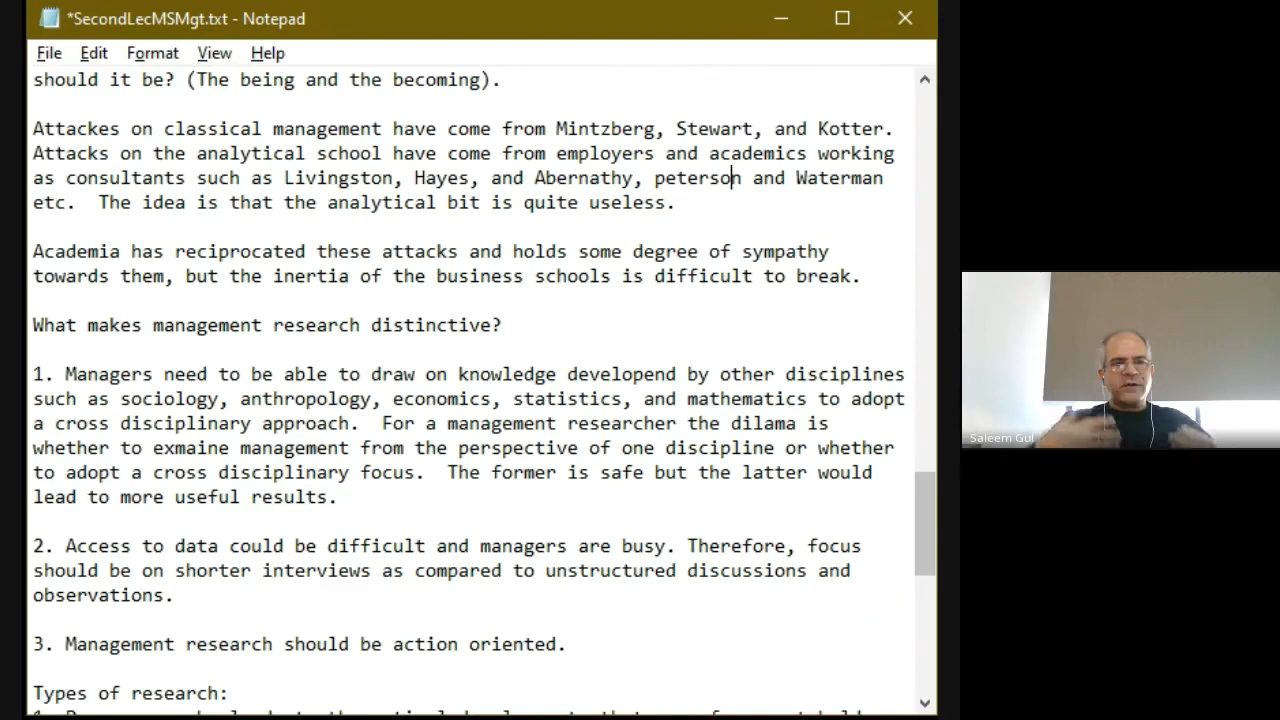 *SecondLecMSMgt.txt - Notepad
File Edit Format View Help
should it be? (The being and the becoming).
Attackes on classical management have come from Mintzberg, Stewart, and Kotter.
Attacks on the analytical school have come from employers and academics working
as consultants such as Livingston, Hayes, and Abernathy, peterson and Waterman
etc.  The idea is that the analytical bit is quite useless.
Academia has reciprocated these attacks and holds some degree of sympathy
towards them, but the inertia of the business schools is difficult to break.
What makes management research distinctive?
1. Managers need to be able to draw on knowledge developend by other disciplines
such as sociology, anthropology, economics, statistics, and mathematics to adopt
a cross disciplinary approach.  For a management researcher the dilama is
whether to exmaine management from the perspective of one discipline or whether
to adopt a cross disciplinary focus.  The former is safe but the latter would
lead to more useful results.
2. Access to data could be difficult and managers are busy. Therefore, focus
should be on shorter interviews as compared to unstructured discussions and
observations.
3. Management research should be action oriented.
Types of research:
Saleem Gul